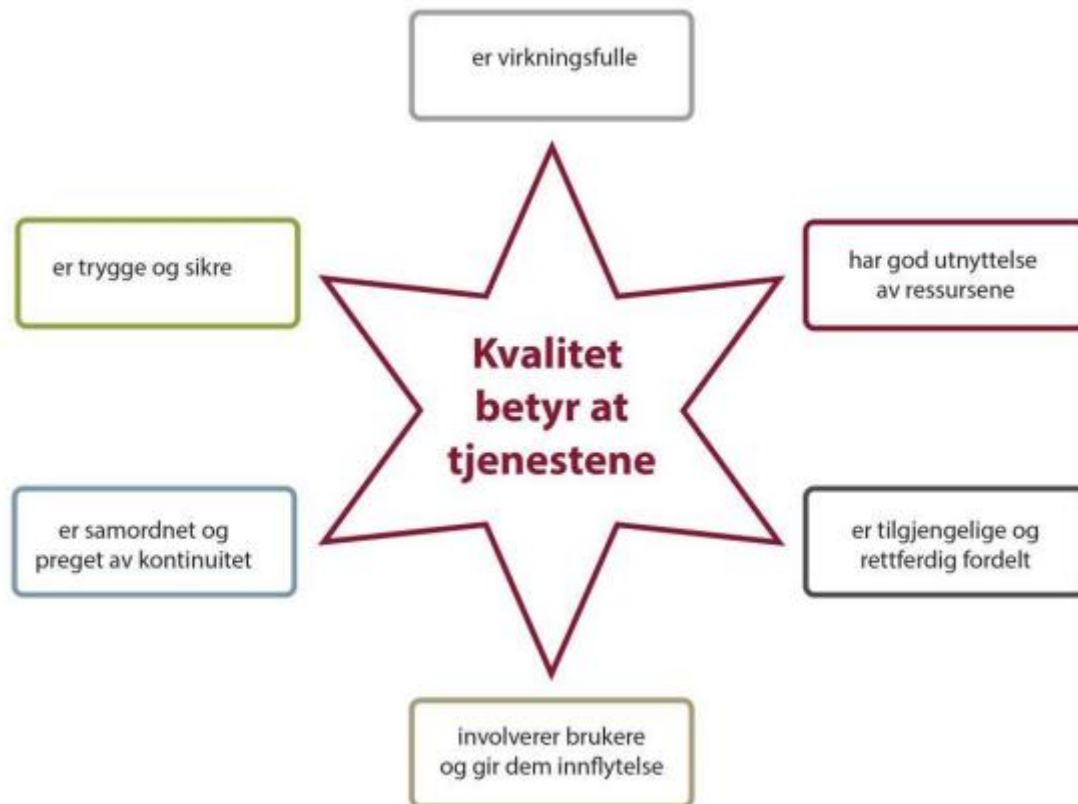 er virkningsfulle
er trygge og sikre
har god utnyttelse
av ressursene
Kvalitet
betyr at
tjenestene
er samordnet og
preget av kontinuitet
er tilgjengelige og
rettferdig fordelt
involverer brukere
og gir dem innflytelse